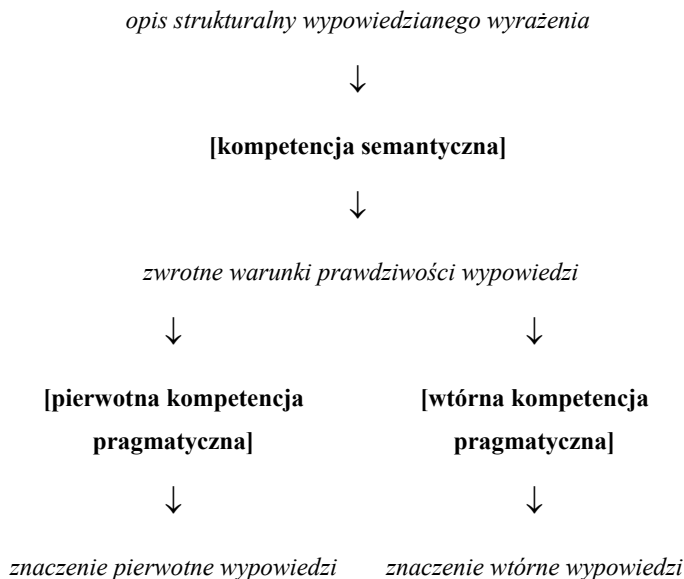 opis strukturalny wypowiedzianego wyrażenia
↓
[kompetencja semantyczna]
↓
zwrotne warunki prawdziwości wypowiedzi
↓ ↓
[pierwotna kompetencja
pragmatyczna]
[wtórna kompetencja
pragmatyczna]
↓ ↓
znaczenie pierwotne wypowiedzi
znaczenie wtórne wypowiedzi